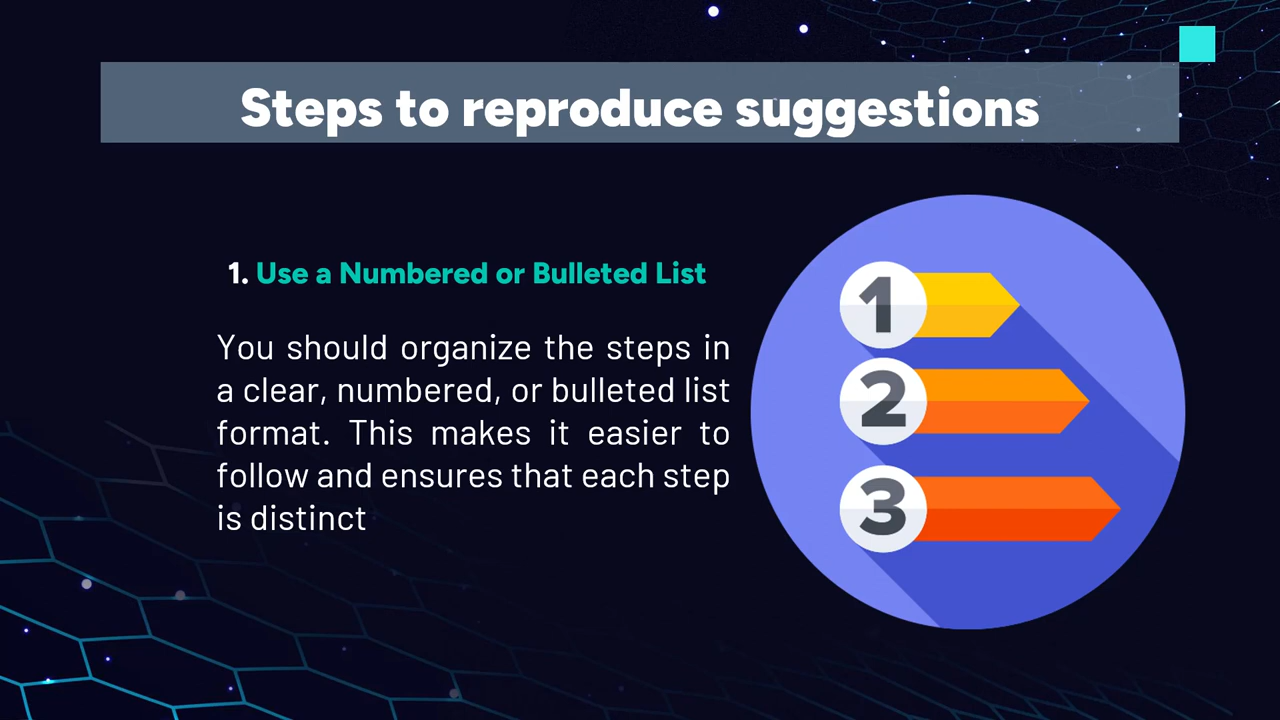 Steps to reproduce suggestions
1. Use a Numbered or Bulleted List
You should organize the steps in
a clear, numbered, or bulleted list
format. This makes it easier to
follow and ensures that each step
is distinct
1
2
3